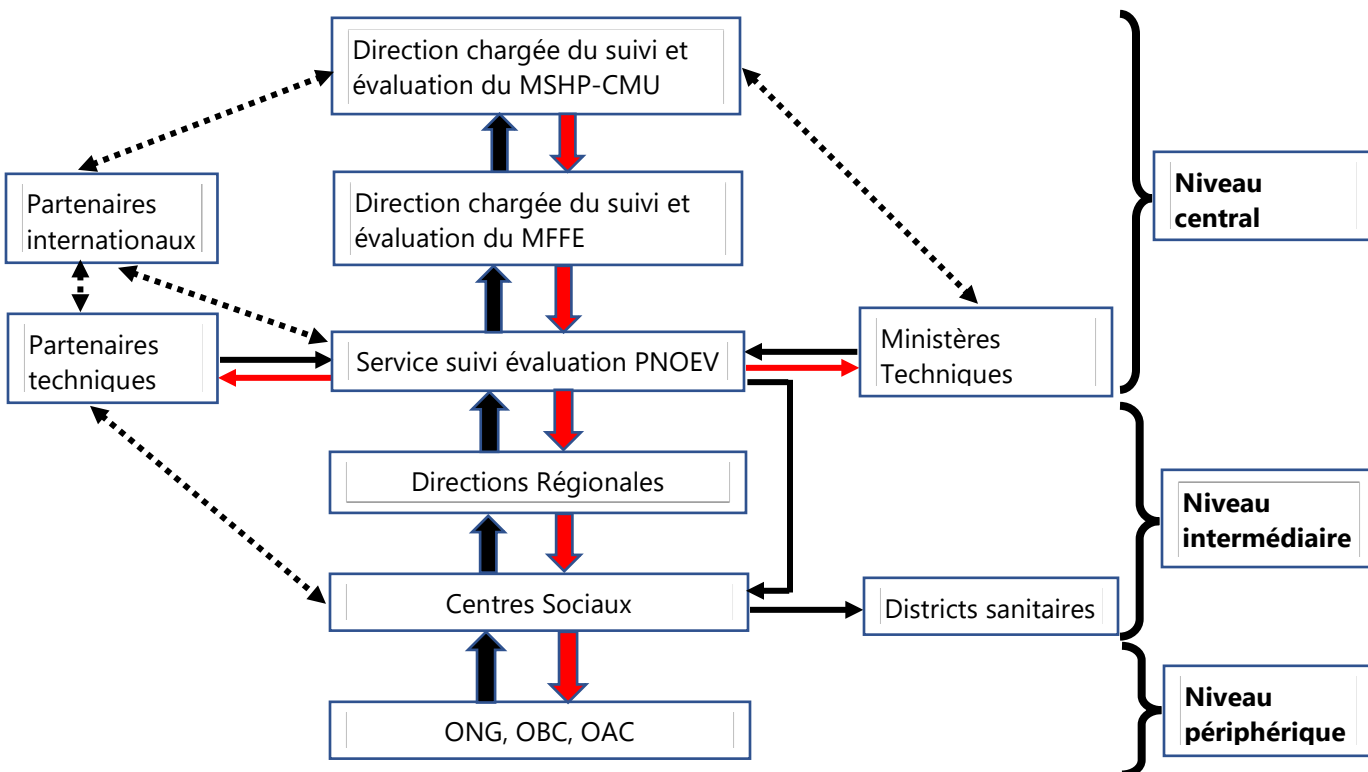 Direction chargée du suivi et
évaluation du MSHP-CMU
Partenaires
internationaux
Direction chargée du suivi et
évaluation du MFFE
Niveau
central
Partenaires
techniques
Service suivi évaluation PNOEV
Ministères
Techniques
Directions Régionales
Niveau
intermédiaire
Centres Sociaux
Districts sanitaires
ONG, OBC, OAC
Niveau
périphérique